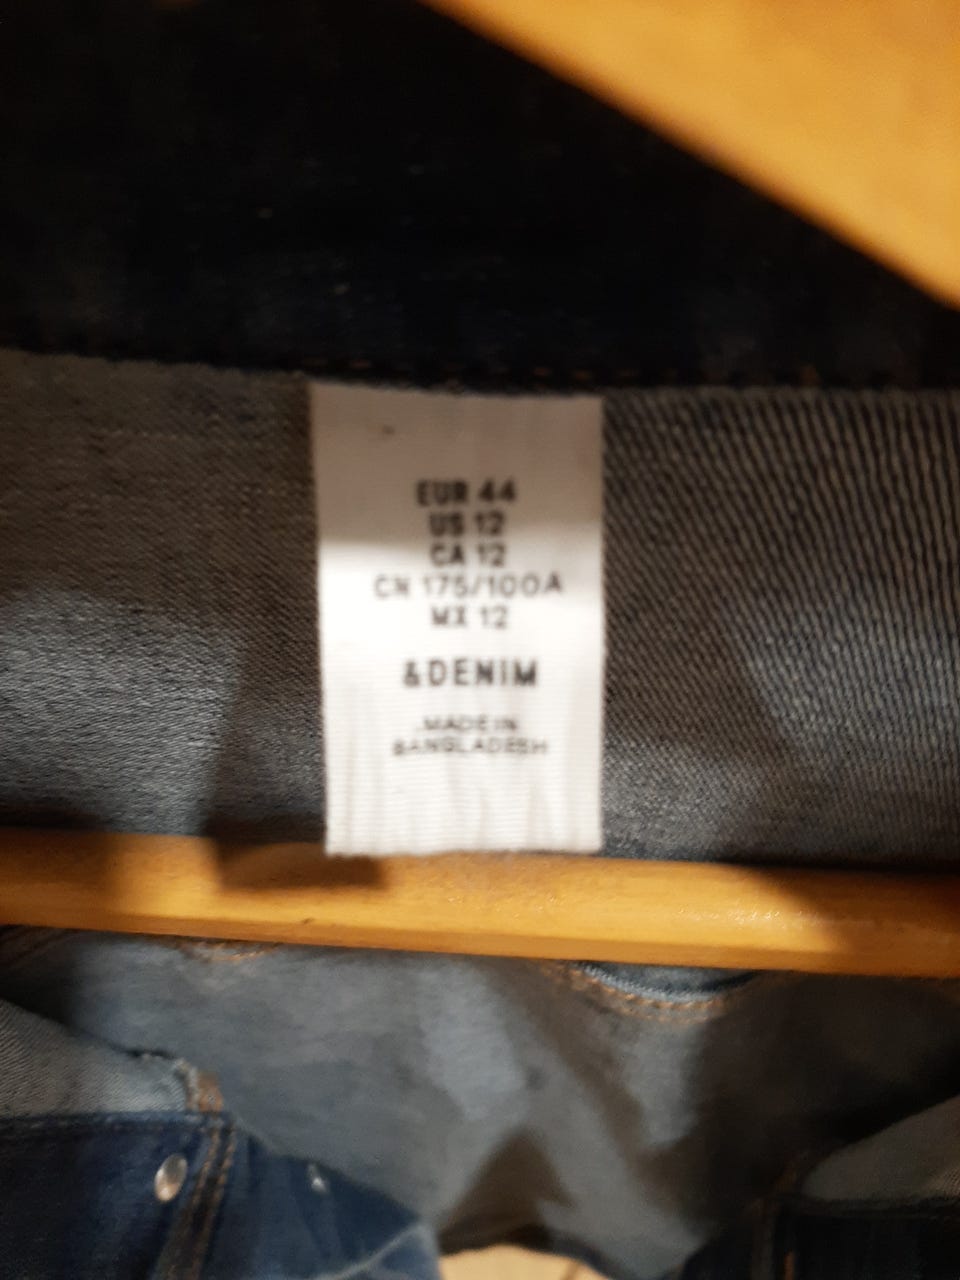 EUR 44
US 12
CA 12
CN 175/100A
MX 12
&DENIM
MADE IN
BANGLADESH